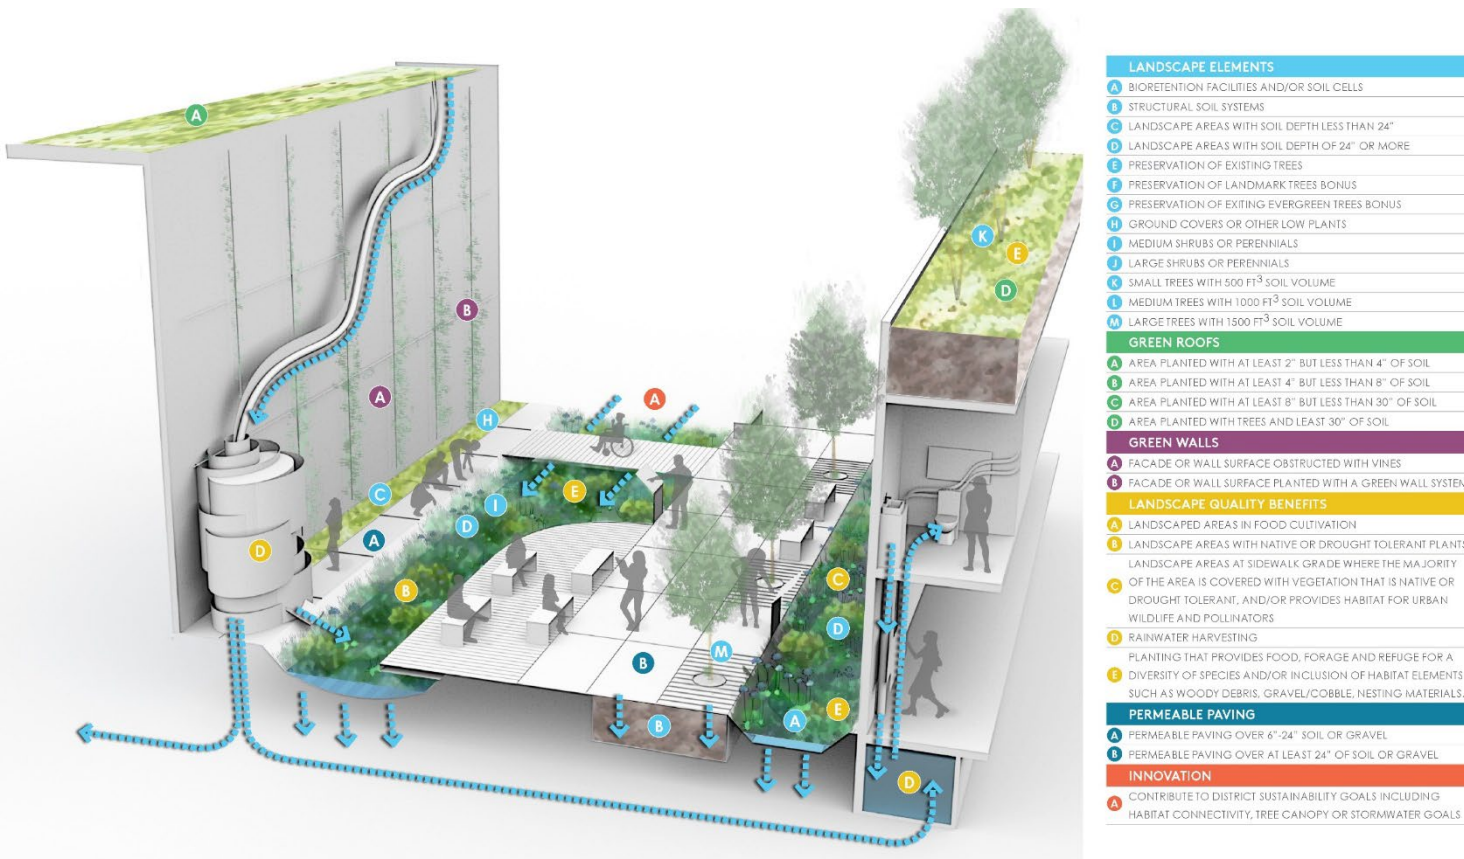 A
B
A
H
A
C
I
E
D
A
D
B
B
M
B
K
E
D
C
D
E
A
D
LANDSCAPE ELEMENTS
A BIORETENTION FACILITIES AND/OR SOIL CELLS
B STRUCTURAL SOIL SYSTEMS
C LANDSCAPE AREAS WITH SOIL DEPTH LESS THAN 24"
D LANDSCAPE AREAS WITH SOIL DEPTH OF 24" OR MORE
E PRESERVATION OF EXISTING TREES
F PRESERVATION OF LANDMARK TREES BONUS
G PRESERVATION OF EXITING EVERGREEN TREES BONUS
H GROUND COVERS OR OTHER LOW PLANTS
I MEDIUM SHRUBS OR PERENNIALS
J LARGE SHRUBS OR PERENNIALS
K SMALL TREES WITH 500 FT³ SOIL VOLUME
L MEDIUM TREES WITH 1000 FT³ SOIL VOLUME
M LARGE TREES WITH 1500 FT³ SOIL VOLUME
GREEN ROOFS
A AREA PLANTED WITH AT LEAST 2" BUT LESS THAN 4" OF SOIL
B AREA PLANTED WITH AT LEAST 4" BUT LESS THAN 8" OF SOIL
C AREA PLANTED WITH AT LEAST 8" BUT LESS THAN 30" OF SOIL
D AREA PLANTED WITH TREES AND LEAST 30" OF SOIL
GREEN WALLS
A FACADE OR WALL SURFACE OBSTRUCTED WITH VINES
B FACADE OR WALL SURFACE PLANTED WITH A GREEN WALL SYSTEM
LANDSCAPE QUALITY BENEFITS
A LANDSCAPED AREAS IN FOOD CULTIVATION
B LANDSCAPE AREAS WITH NATIVE OR DROUGHT TOLERANT PLANTS
LANDSCAPE AREAS AT SIDEWALK GRADE WHERE THE MAJORITY
C OF THE AREA IS COVERED WITH VEGETATION THAT IS NATIVE OR
DROUGHT TOLERANT, AND/OR PROVIDES HABITAT FOR URBAN
WILDLIFE AND POLLINATORS
D RAINWATER HARVESTING
PLANTING THAT PROVIDES FOOD, FORAGE AND REFUGE FOR A
E DIVERSITY OF SPECIES AND/OR INCLUSION OF HABITAT ELEMENTS
SUCH AS WOODY DEBRIS, GRAVEL/COBBLE, NESTING MATERIALS.
PERMEABLE PAVING
A PERMEABLE PAVING OVER 6"-24" SOIL OR GRAVEL
B PERMEABLE PAVING OVER AT LEAST 24" OF SOIL OR GRAVEL
INNOVATION
A CONTRIBUTE TO DISTRICT SUSTAINABILITY GOALS INCLUDING
HABITAT CONNECTIVITY, TREE CANOPY OR STORMWATER GOALS